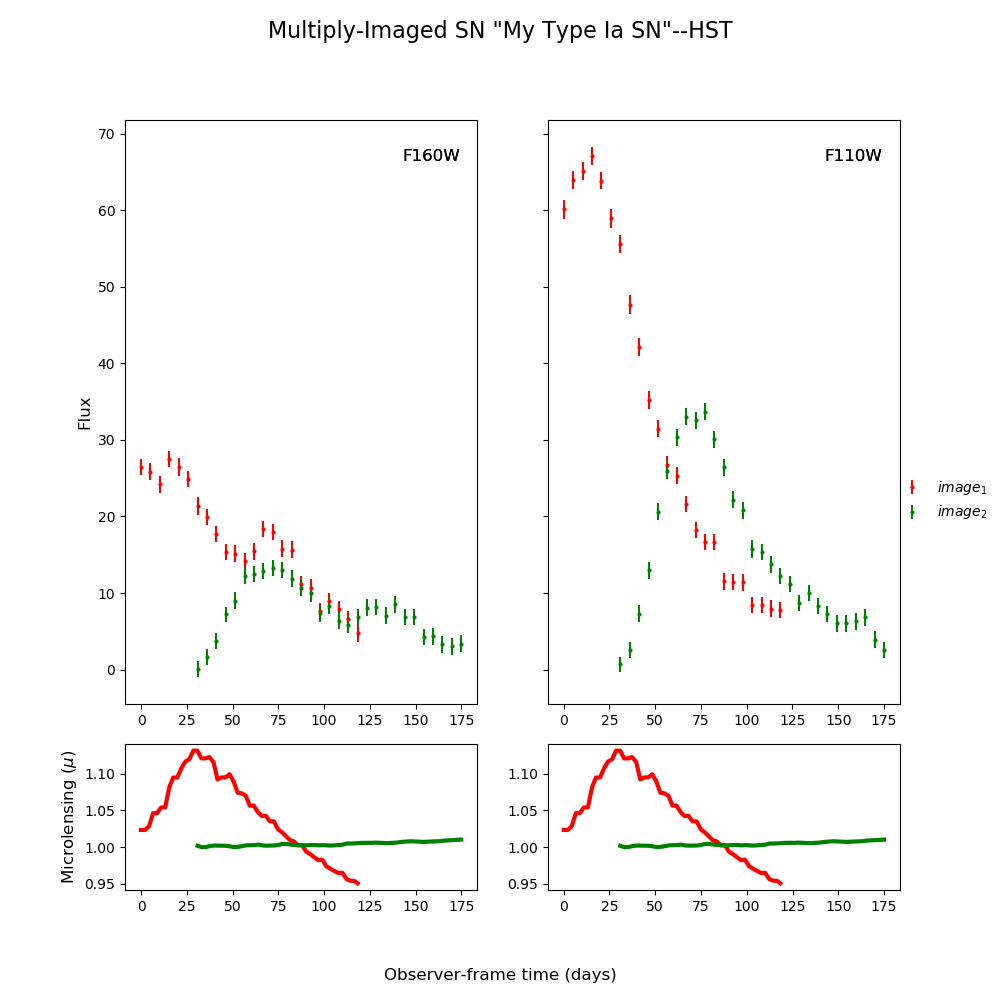 Multiply-Imaged SN "My Type Ia SN"--HST
F160W
F110W
70
60
50
40
30
20
10
0
Flux
0 25 50 75 100 125 150 175
0 25 50 75 100 125 150 175
image₁
image₂
Microlensing (μ)
1.10
1.05
1.00
0.95
1.10
1.05
1.00
0.95
0 25 50 75 100 125 150 175
0 25 50 75 100 125 150 175
Observer-frame time (days)